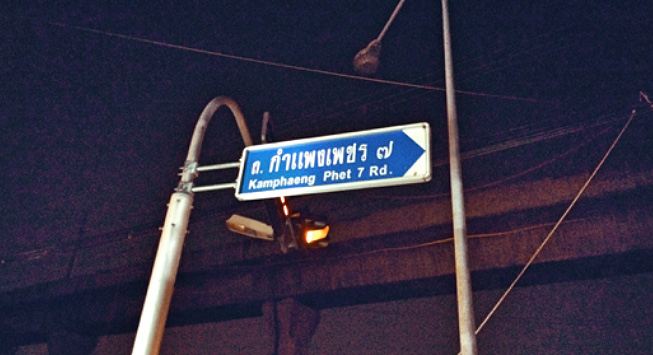 ถ. กำแพงเพชร ๗
Kamphaeng Phet 7 Rd.